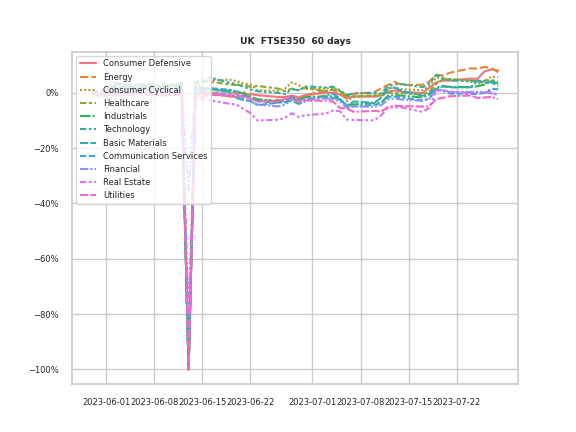 UK FTSE350 60 days
Consumer Defensive
Energy
Consumer Cyclical
Healthcare
Industrials
Technology
Basic Materials
Communication Services
Financial
Real Estate
Utilities
0%
−20%
−40%
−60%
−80%
−100%
2023-06-01 2023-06-08 2023-06-15 2023-06-22 2023-07-01 2023-07-08 2023-07-15 2023-07-22